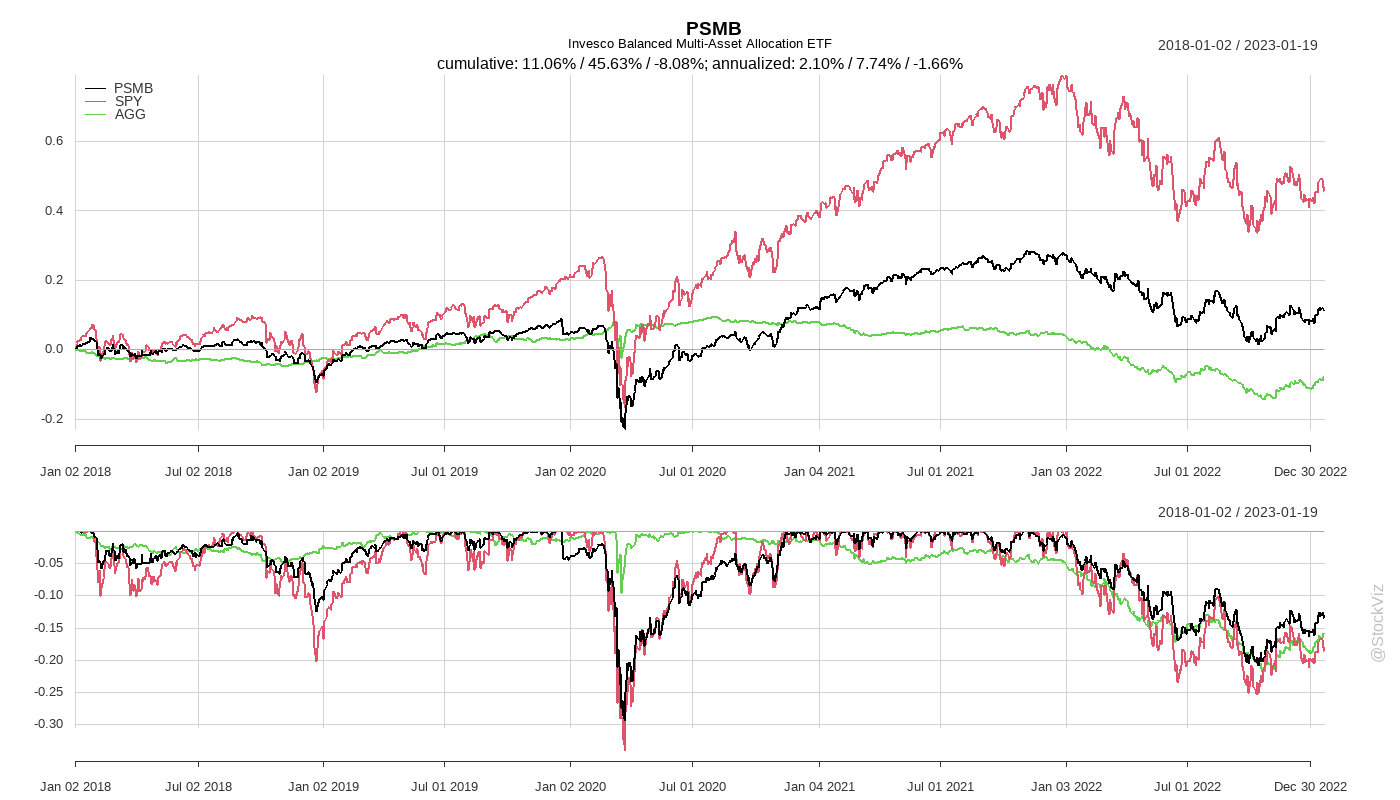 PSMB
Invesco Balanced Multi-Asset Allocation ETF
2018-01-02 / 2023-01-19
cumulative: 11.06% / 45.63% / -8.08%; annualized: 2.10% / 7.74% / -1.66%
PSMB
SPY
AGG
0.6
0.4
0.2
0.0
-0.2
Jan 02 2018 Jul 02 2018 Jan 02 2019 Jul 01 2019 Jan 02 2020 Jul 01 2020 Jan 04 2021 Jul 01 2021 Jan 03 2022 Jul 01 2022 Dec 30 2022
2018-01-02 / 2023-01-19
-0.05
-0.10
-0.15
-0.20
-0.25
-0.30
Jan 02 2018 Jul 02 2018 Jan 02 2019 Jul 01 2019 Jan 02 2020 Jul 01 2020 Jan 04 2021 Jul 01 2021 Jan 03 2022 Jul 01 2022 Dec 30 2022
@StockViz